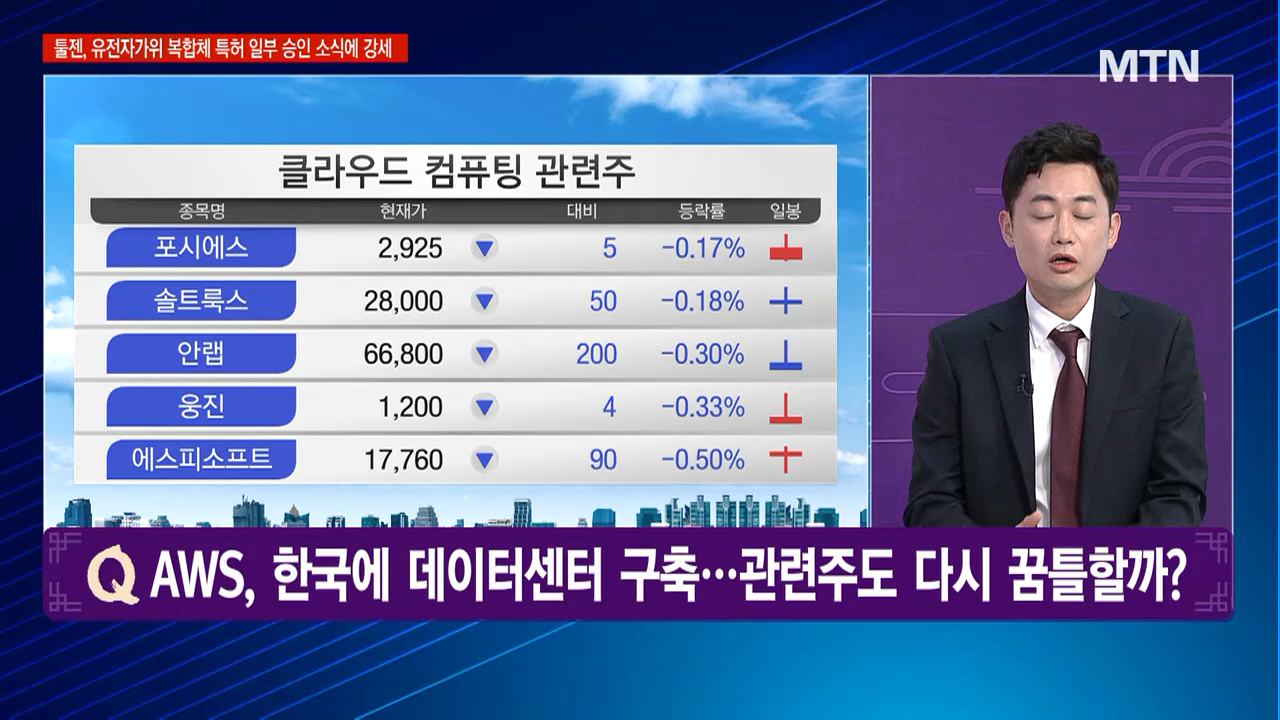 툴젠, 유전자가위 복합체 특허 일부 승인 소식에 강세
MTN
클라우드 컴퓨팅 관련주
종목명 현재가 대비 등락률 일봉
포시에스 2,925 ▼ 5 -0.17%
솔트룩스 28,000 ▼ 50 -0.18%
안랩 66,800 ▼ 200 -0.30%
웅진 1,200 ▼ 4 -0.33%
에스피소프트 17,760 ▼ 90 -0.50%
Q AWS, 한국에 데이터센터 구축…관련주도 다시 꿈틀할까?